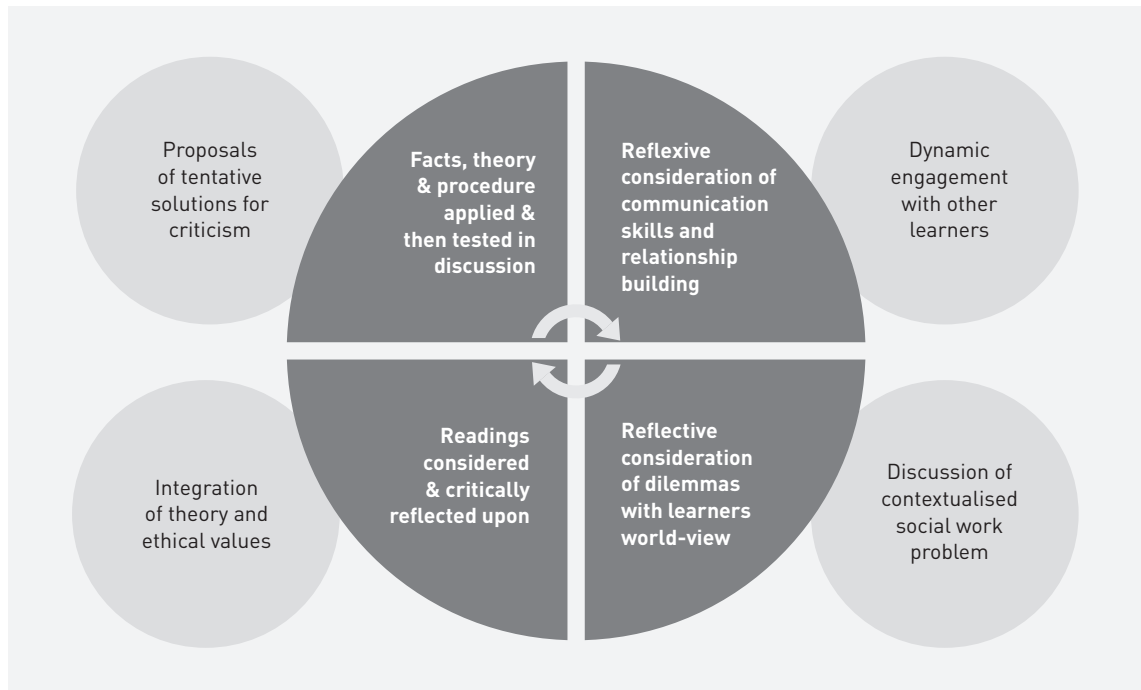 Proposals
of tentative
solutions for
criticism
Facts, theory
& procedure
applied &
then tested in
discussion
Reflexive
consideration of
communication
skills and
relationship
building
Dynamic
engagement
with other
learners
Integration
of theory and
ethical values
Readings
considered
& critically
reflected upon
Reflective
consideration
of dilemmas
with learners
world-view
Discussion of
contextualised
social work
problem